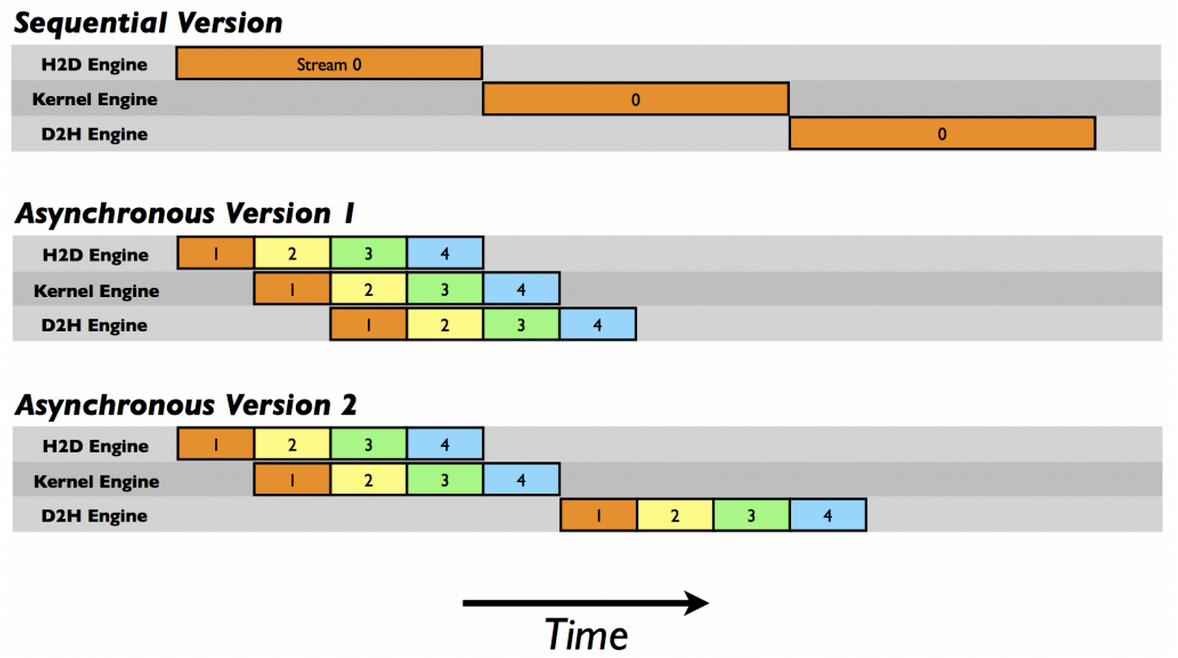 Sequential Version
H2D Engine Stream 0
Kernel Engine 0
D2H Engine 0
Asynchronous Version 1
H2D Engine 1 2 3 4
Kernel Engine 1 2 3 4
D2H Engine 1 2 3 4
Asynchronous Version 2
H2D Engine 1 2 3 4
Kernel Engine 1 2 3 4
D2H Engine 1 2 3 4
Time